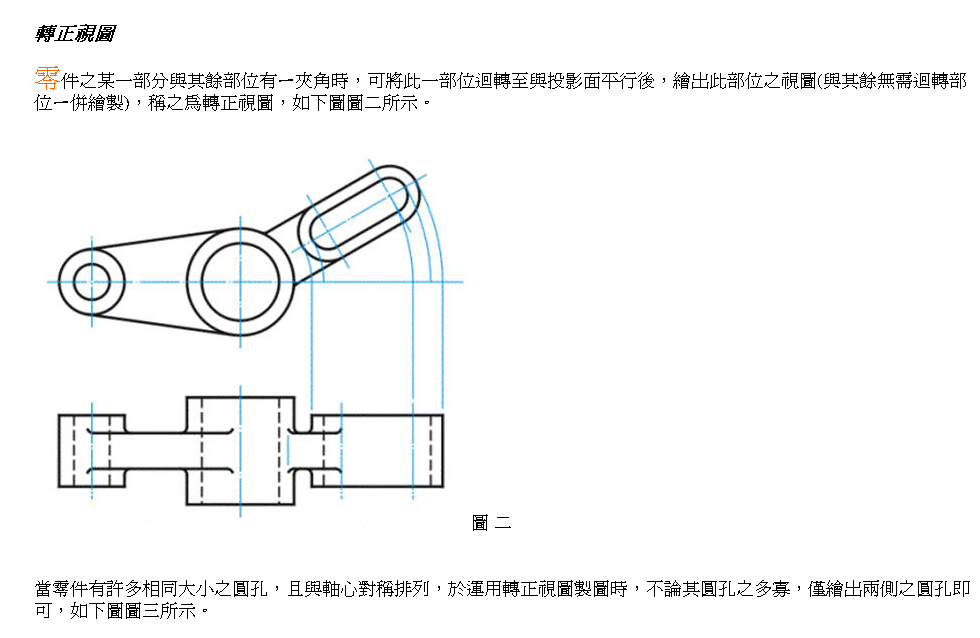 轉正視圖
零件之某一部分與其餘部位有一夾角時，可將此一部位迴轉至與投影面平行後，繪出此部位之視圖(與其餘無需迴轉部
位一併繪製)，稱之為轉正視圖，如下圖圖二所示。
圖 二
當零件有許多相同大小之圓孔，且與軸心對稱排列，於運用轉正視圖製圖時，不論其圓孔之多寡，僅繪出兩側之圓孔即
可，如下圖圖三所示。